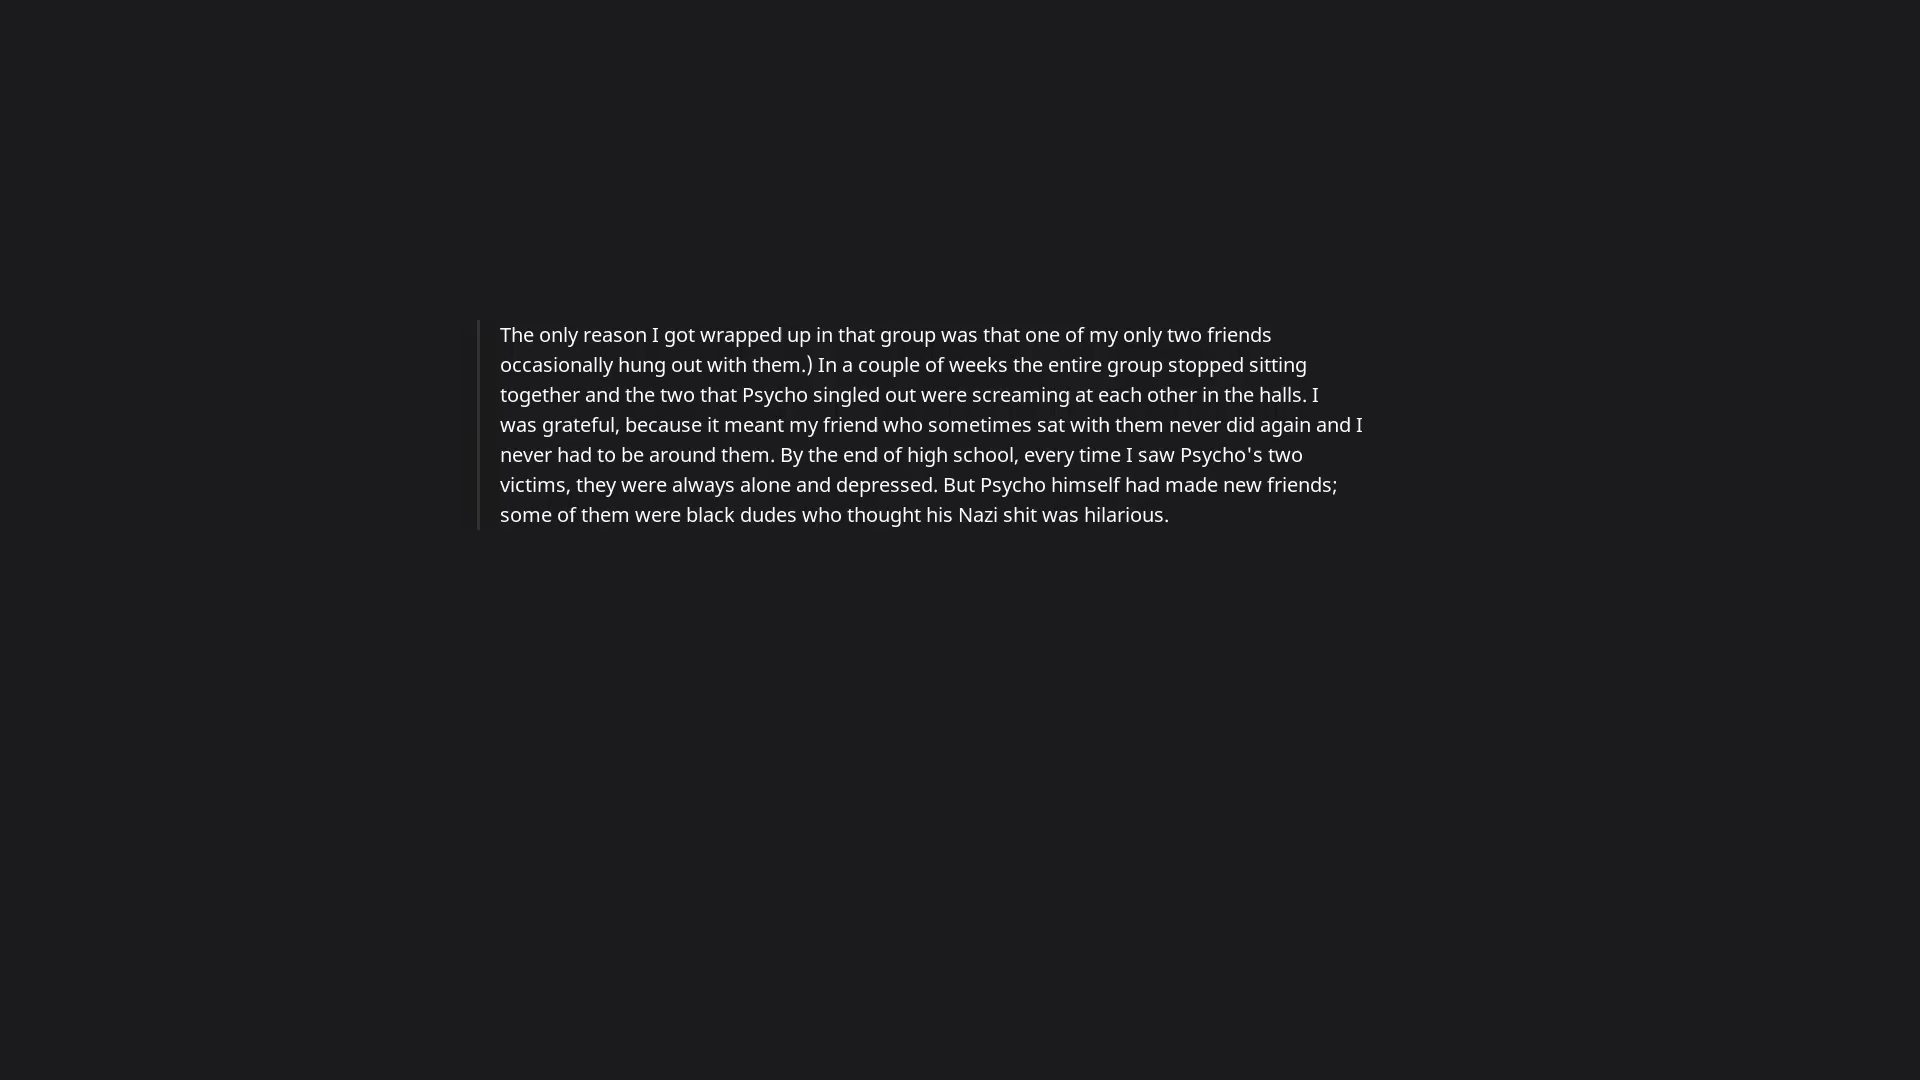 The only reason I got wrapped up in that group was that one of my only two friends
occasionally hung out with them.) In a couple of weeks the entire group stopped sitting
together and the two that Psycho singled out were screaming at each other in the halls. I
was grateful, because it meant my friend who sometimes sat with them never did again and I
never had to be around them. By the end of high school, every time I saw Psycho's two
victims, they were always alone and depressed. But Psycho himself had made new friends;
some of them were black dudes who thought his Nazi shit was hilarious.